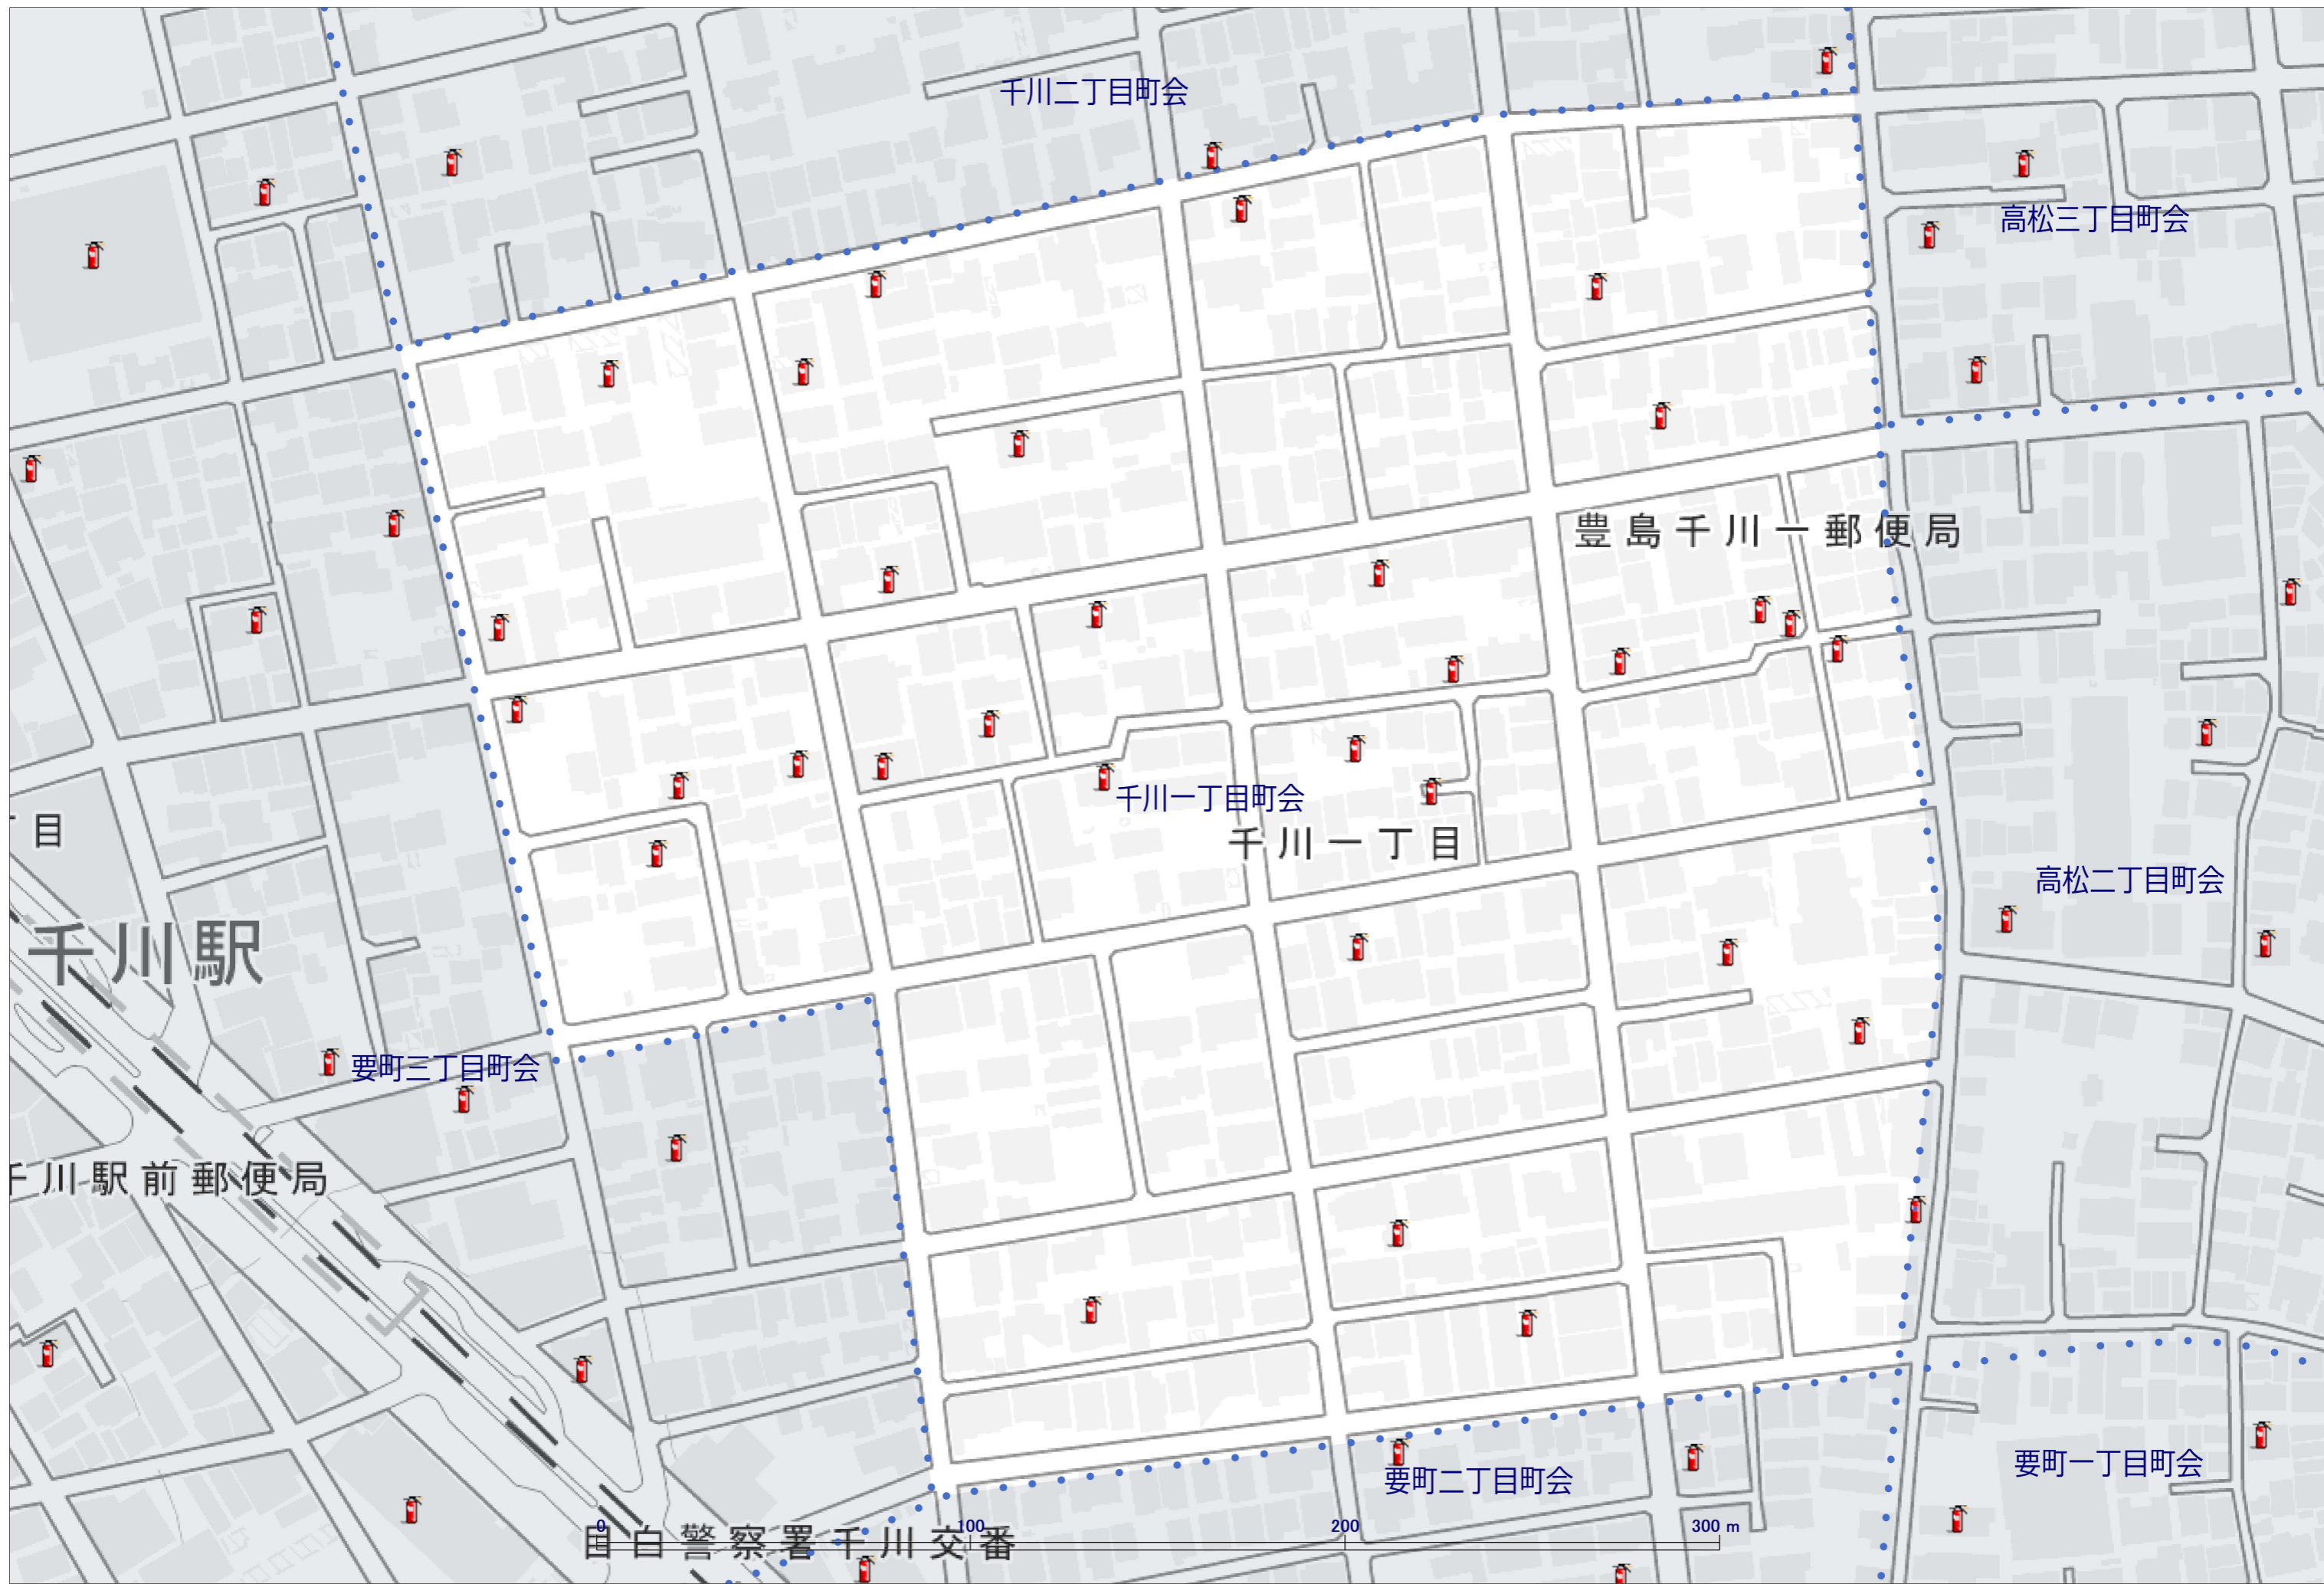 千川二丁目町会
高松三丁目町会
豊島千川一郵便局
千川一丁目町会
目
千川一丁目
高松二丁目町会
千川駅
要町三丁目町会
千川駅前郵便局
要町一丁目町会
要町二丁目町会
0 100 200 300 m
目白警察署千川交番